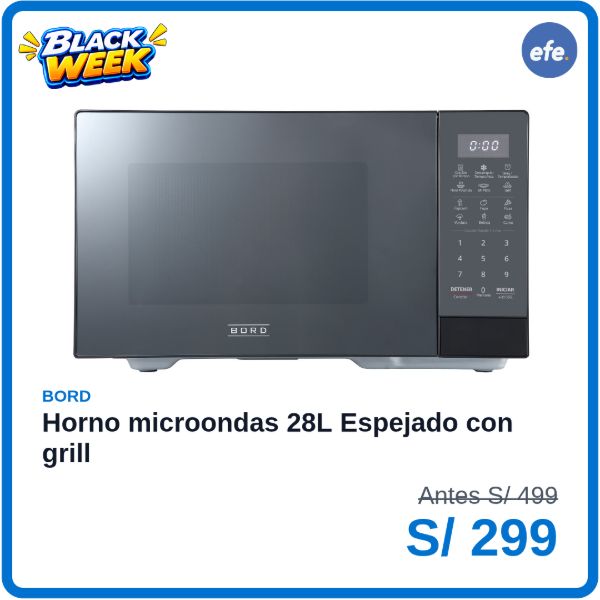 BLACK
WEEK
efe.
0:00
1 2 3
4 5 6
7 8 9
DETENER 0 INICIAR
BORD
BORD
Horno microondas 28L Espejado con
grill
Antes S/ 499
S/ 299